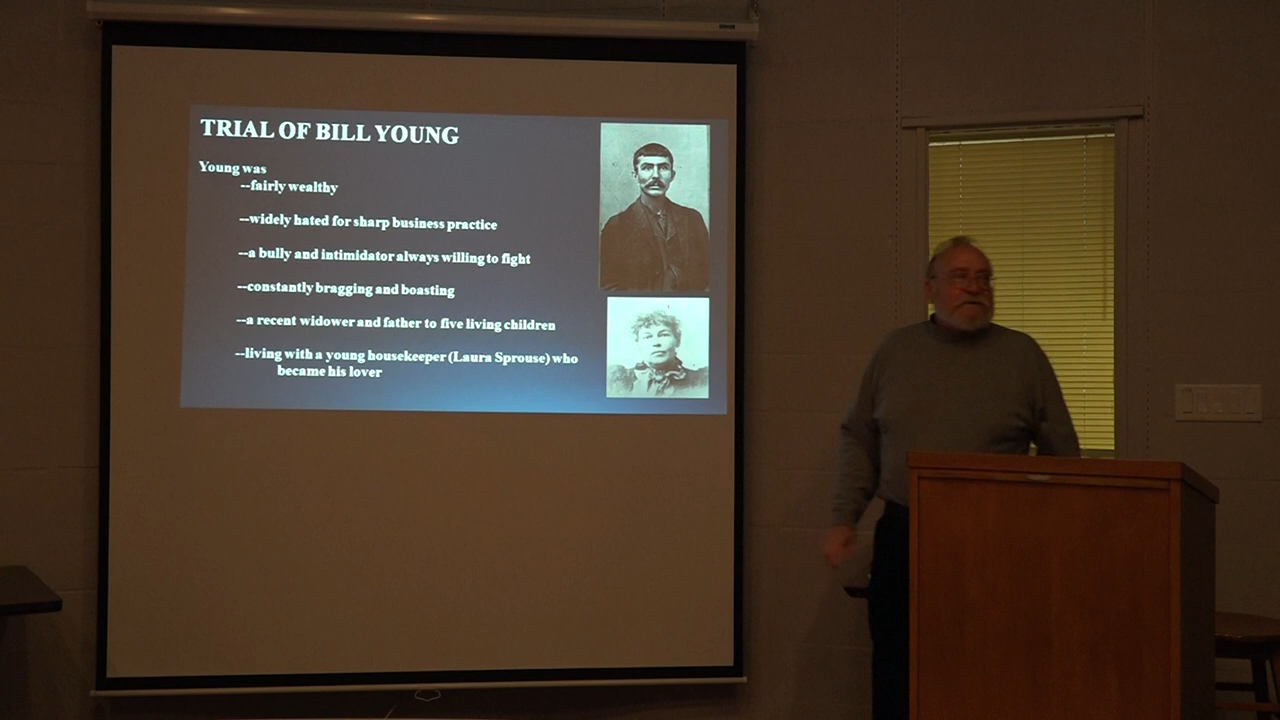 TRIAL OF BILL YOUNG
Young was
--fairly wealthy
--widely hated for sharp business practice
--a bully and intimidator always willing to fight
--constantly bragging and boasting
--a recent widower and father to five living children
--living with a young housekeeper (Laura Sprouse) who
became his lover